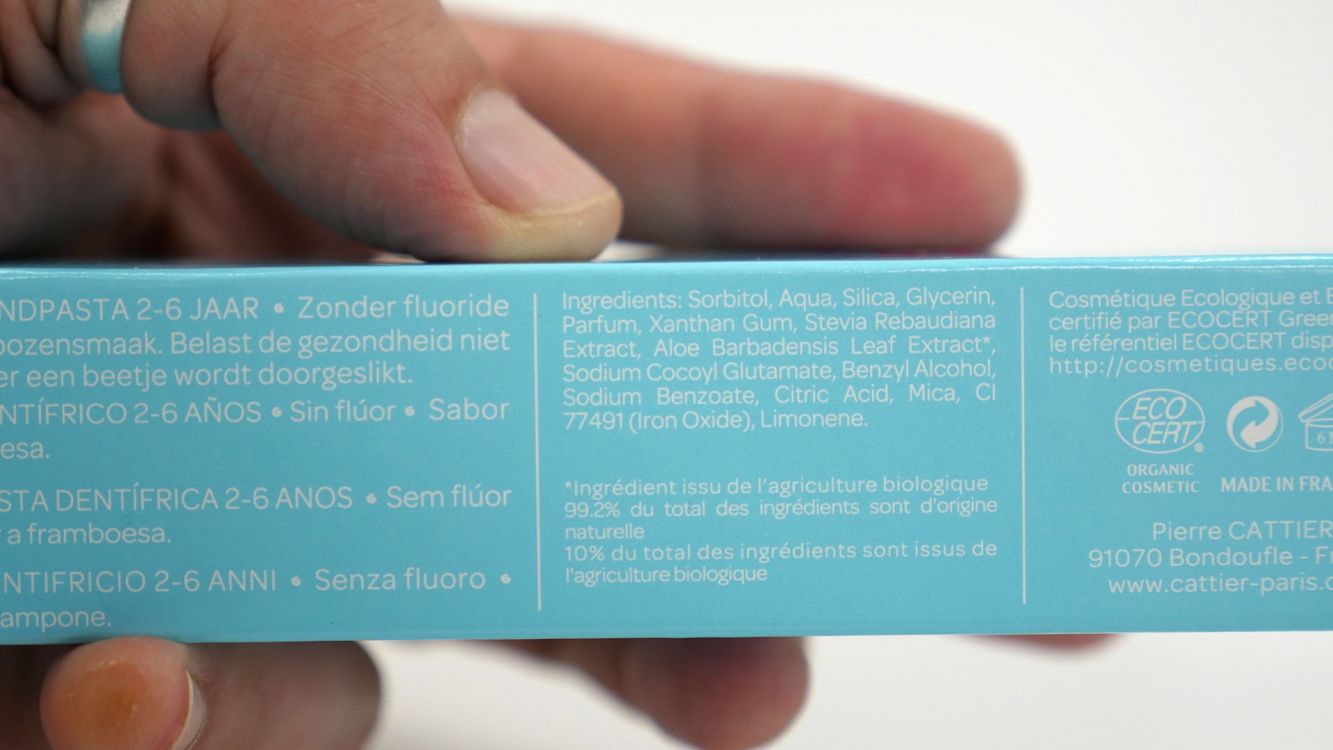 NDPASTA 2-6 JAAR • Zonder fluoride
ozensmaak. Belast de gezondheid niet
er een beetje wordt doorgeslikt.
NTÍFRICO 2-6 AÑOS • Sin flúor • Sabor
esa.
STA DENTÍFRICA 2-6 ANOS • Sem flúor
a framboesa.
NTIFRICIO 2-6 ANNI • Senza fluoro •
ampone.
Ingredients: Sorbitol, Aqua, Silica, Glycerin,
Parfum, Xanthan Gum, Stevia Rebaudiana
Extract, Aloe Barbadensis Leaf Extract*,
Sodium Cocoyl Glutamate, Benzyl Alcohol,
Sodium Benzoate, Citric Acid, Mica, CI
77491 (Iron Oxide), Limonene.
*Ingrédient issu de l'agriculture biologique
99.2% du total des ingrédients sont d'origine
naturelle
10% du total des ingrédients sont issus de
l'agriculture biologique
Cosmétique Ecologique et
certifié par ECOCERT Gree
le référentiel ECOCERT disp
http://cosmetiques.eco
ECO
CERT®
ORGANIC
COSMETIC
MADE IN FRA
Pierre CATTIER
91070 Bondoufle - F
www.cattier-paris.